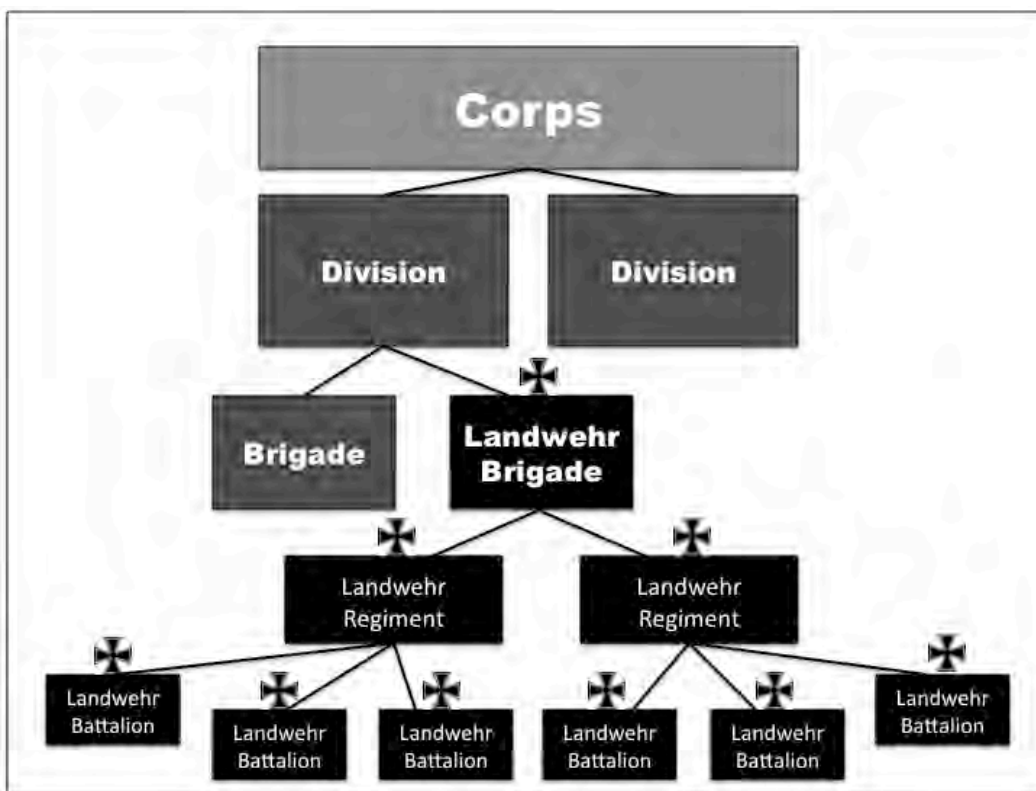 Corps
Division
Division
Brigade
Landwehr
Brigade
Landwehr
Regiment
Landwehr
Regiment
Landwehr
Battalion
Landwehr
Battalion
Landwehr
Battalion
Landwehr
Battalion
Landwehr
Battalion
Landwehr
Battalion